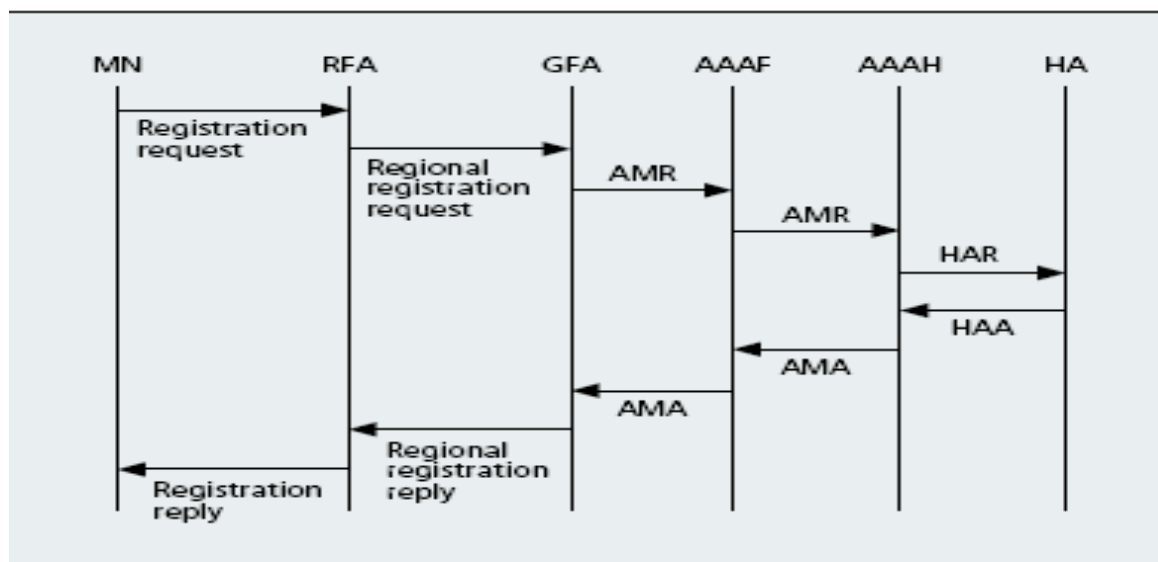 MN RFA GFA AAAF AAAH HA
Registration
request
Regional
registration
request
AMR
AMR
HAR
HAA
AMA
AMA
Regional
registration
reply
Registration
reply